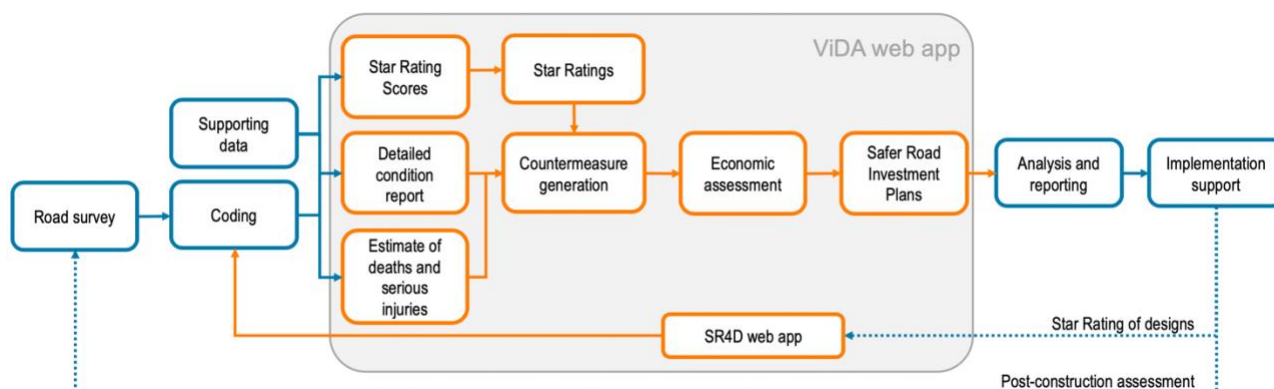 ViDA web app
Star Rating
Scores
Star Ratings
Supporting
data
Detailed
condition
report
Countermeasure
generation
Economic
assessment
Safer Road
Investment
Plans
Analysis and
reporting
Implementation
support
Road survey
Coding
Estimate of
deaths and
serious
injuries
SR4D web app
Star Rating of designs
Post-construction assessment